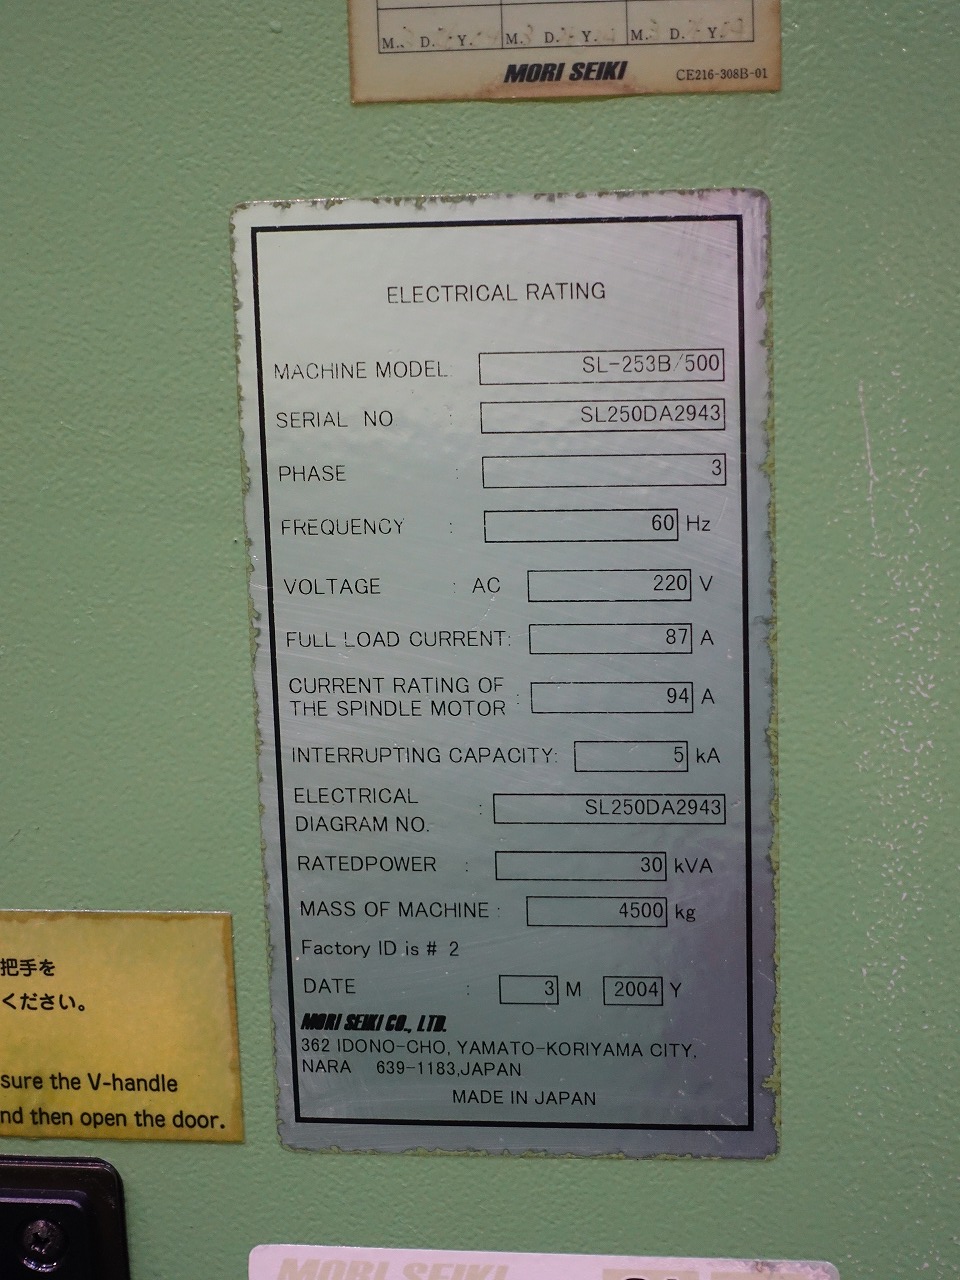 M. D. Y. M. D. Y. M. D. Y.
MORI SEIKI CE216-308B-01
ELECTRICAL RATING
MACHINE MODEL : SL-253B/500
SERIAL NO : SL250DA2943
PHASE : 3
FREQUENCY : 60 Hz
VOLTAGE : AC 220 V
FULL LOAD CURRENT: 87 A
CURRENT RATING OF
THE SPINDLE MOTOR : 94 A
INTERRUPTING CAPACITY: 5 kA
ELECTRICAL
DIAGRAM NO. : SL250DA2943
RATEDPOWER : 30 kVA
MASS OF MACHINE : 4500 kg
Factory ID is # 2
DATE : 3 M 2004 Y
MORI SEIKI CO., LTD.
362 IDONO-CHO, YAMATO-KORIYAMA CITY,
NARA 639-1183,JAPAN
MADE IN JAPAN
把手を
ください。
sure the V-handle
nd then open the door.
MORI SEIKI